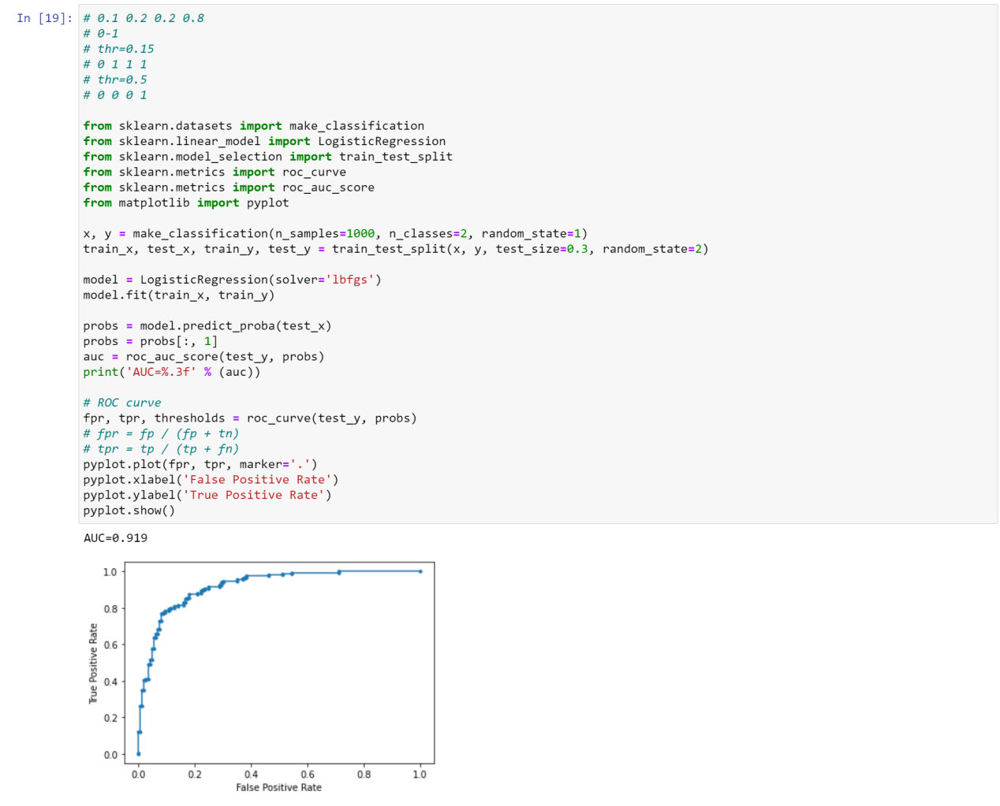 In [19]:
# 0.1 0.2 0.2 0.8
# 0-1
# thr=0.15
# 0 1 1 1
# thr=0.5
# 0 0 0 1
from sklearn.datasets import make_classification
from sklearn.linear_model import LogisticRegression
from sklearn.model_selection import train_test_split
from sklearn.metrics import roc_curve
from sklearn.metrics import roc_auc_score
from matplotlib import pyplot
x, y = make_classification(n_samples=1000, n_classes=2, random_state=1)
train_x, test_x, train_y, test_y = train_test_split(x, y, test_size=0.3, random_state=2)
model = LogisticRegression(solver='lbfgs')
model.fit(train_x, train_y)
probs = model.predict_proba(test_x)
probs = probs[:, 1]
auc = roc_auc_score(test_y, probs)
print('AUC=%.3f' % (auc))
# ROC curve
fpr, tpr, thresholds = roc_curve(test_y, probs)
# fpr = fp / (fp + tn)
# tpr = tp / (tp + fn)
pyplot.plot(fpr, tpr, marker='.')
pyplot.xlabel('False Positive Rate')
pyplot.ylabel('True Positive Rate')
pyplot.show()
AUC=0.919
True Positive Rate
1.0
0.8
0.6
0.4
0.2
0.0
0.0 0.2 0.4 0.6 0.8 1.0
False Positive Rate